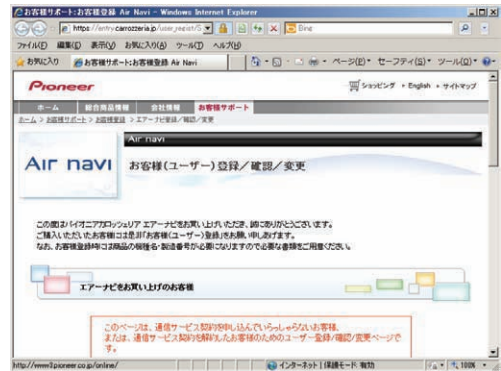 お客様サポート:お客様登録 Air Navi - Windows Internet Explorer
https://entry.carrozzeria.jp/user_regist/S
Bing
ファイル(F) 編集(E) 表示(V) お気に入り(A) ツール(T) ヘルプ(H)
お気に入り お客様サポート:お客様登録 Air Navi ページ(P) セーフティ(S) ツール(O)
Pioneer
ショッピング English サイトマップ
ホーム 総合商品情報 会社情報 お客様サポート
ホーム > お客様サポート > お客様登録 > エアーナビ登録/確認/変更
Air navi
Air navi お客様(ユーザー)登録/確認/変更
この度はパイオニアカロッツェリア エアーナビをお買い上げいただき、誠にありがとうございます。
ご購入いただいたお客様には是非「お客様(ユーザー)登録」をお願い申しあげます。
なお、お客様登録時には商品の機種名・製造番号が必要になりますので必要な書類をご用意ください。
エアーナビをお買い上げのお客様
このページは、通信サービス契約を申し込んでいらっしゃらないお客様、
または、通信サービス契約を解約したお客様のためのユーザー登録/確認/変更ページで
す。
http://www3.pioneer.co.jp/online/ インターネット | 保護モード: 有効 100%